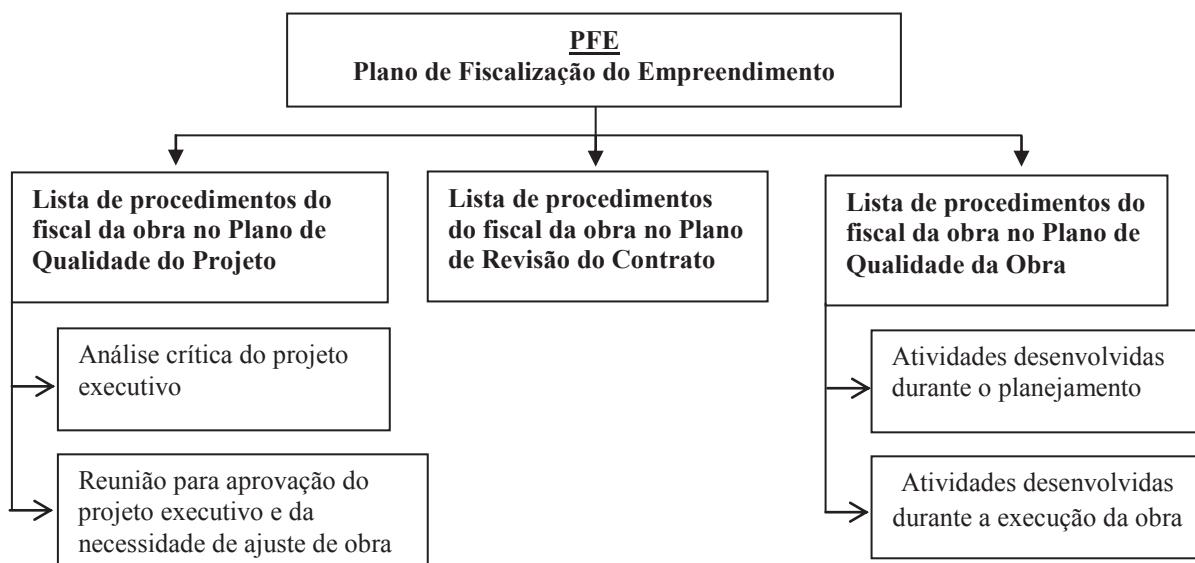 PFE
Plano de Fiscalização do Empreendimento
Lista de procedimentos do
fiscal da obra no Plano de
Qualidade do Projeto
Lista de procedimentos
do fiscal da obra no Plano
de Revisão do Contrato
Lista de procedimentos do
fiscal da obra no Plano de
Qualidade da Obra
Análise crítica do projeto
executivo
Reunião para aprovação do
projeto executivo e da
necessidade de ajuste de obra
Atividades desenvolvidas
durante o planejamento
Atividades desenvolvidas
durante a execução da obra